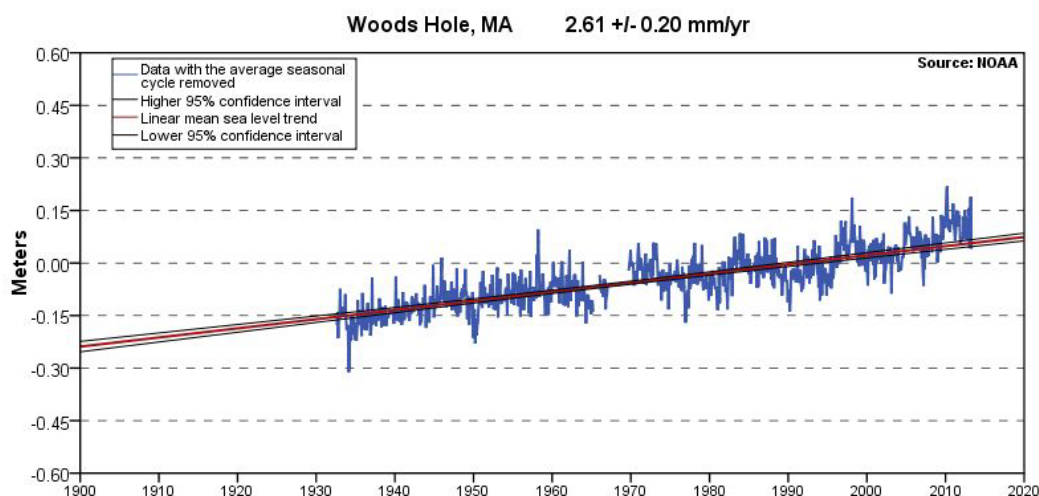 Woods Hole, MA 2.61 +/- 0.20 mm/yr
Source: NOAA
Data with the average seasonal
cycle removed
Higher 95% confidence interval
Linear mean sea level trend
Lower 95% confidence interval
Meters
0.60
0.45
0.30
0.15
0.00
-0.15
-0.30
-0.45
-0.60
1900 1910 1920 1930 1940 1950 1960 1970 1980 1990 2000 2010 2020